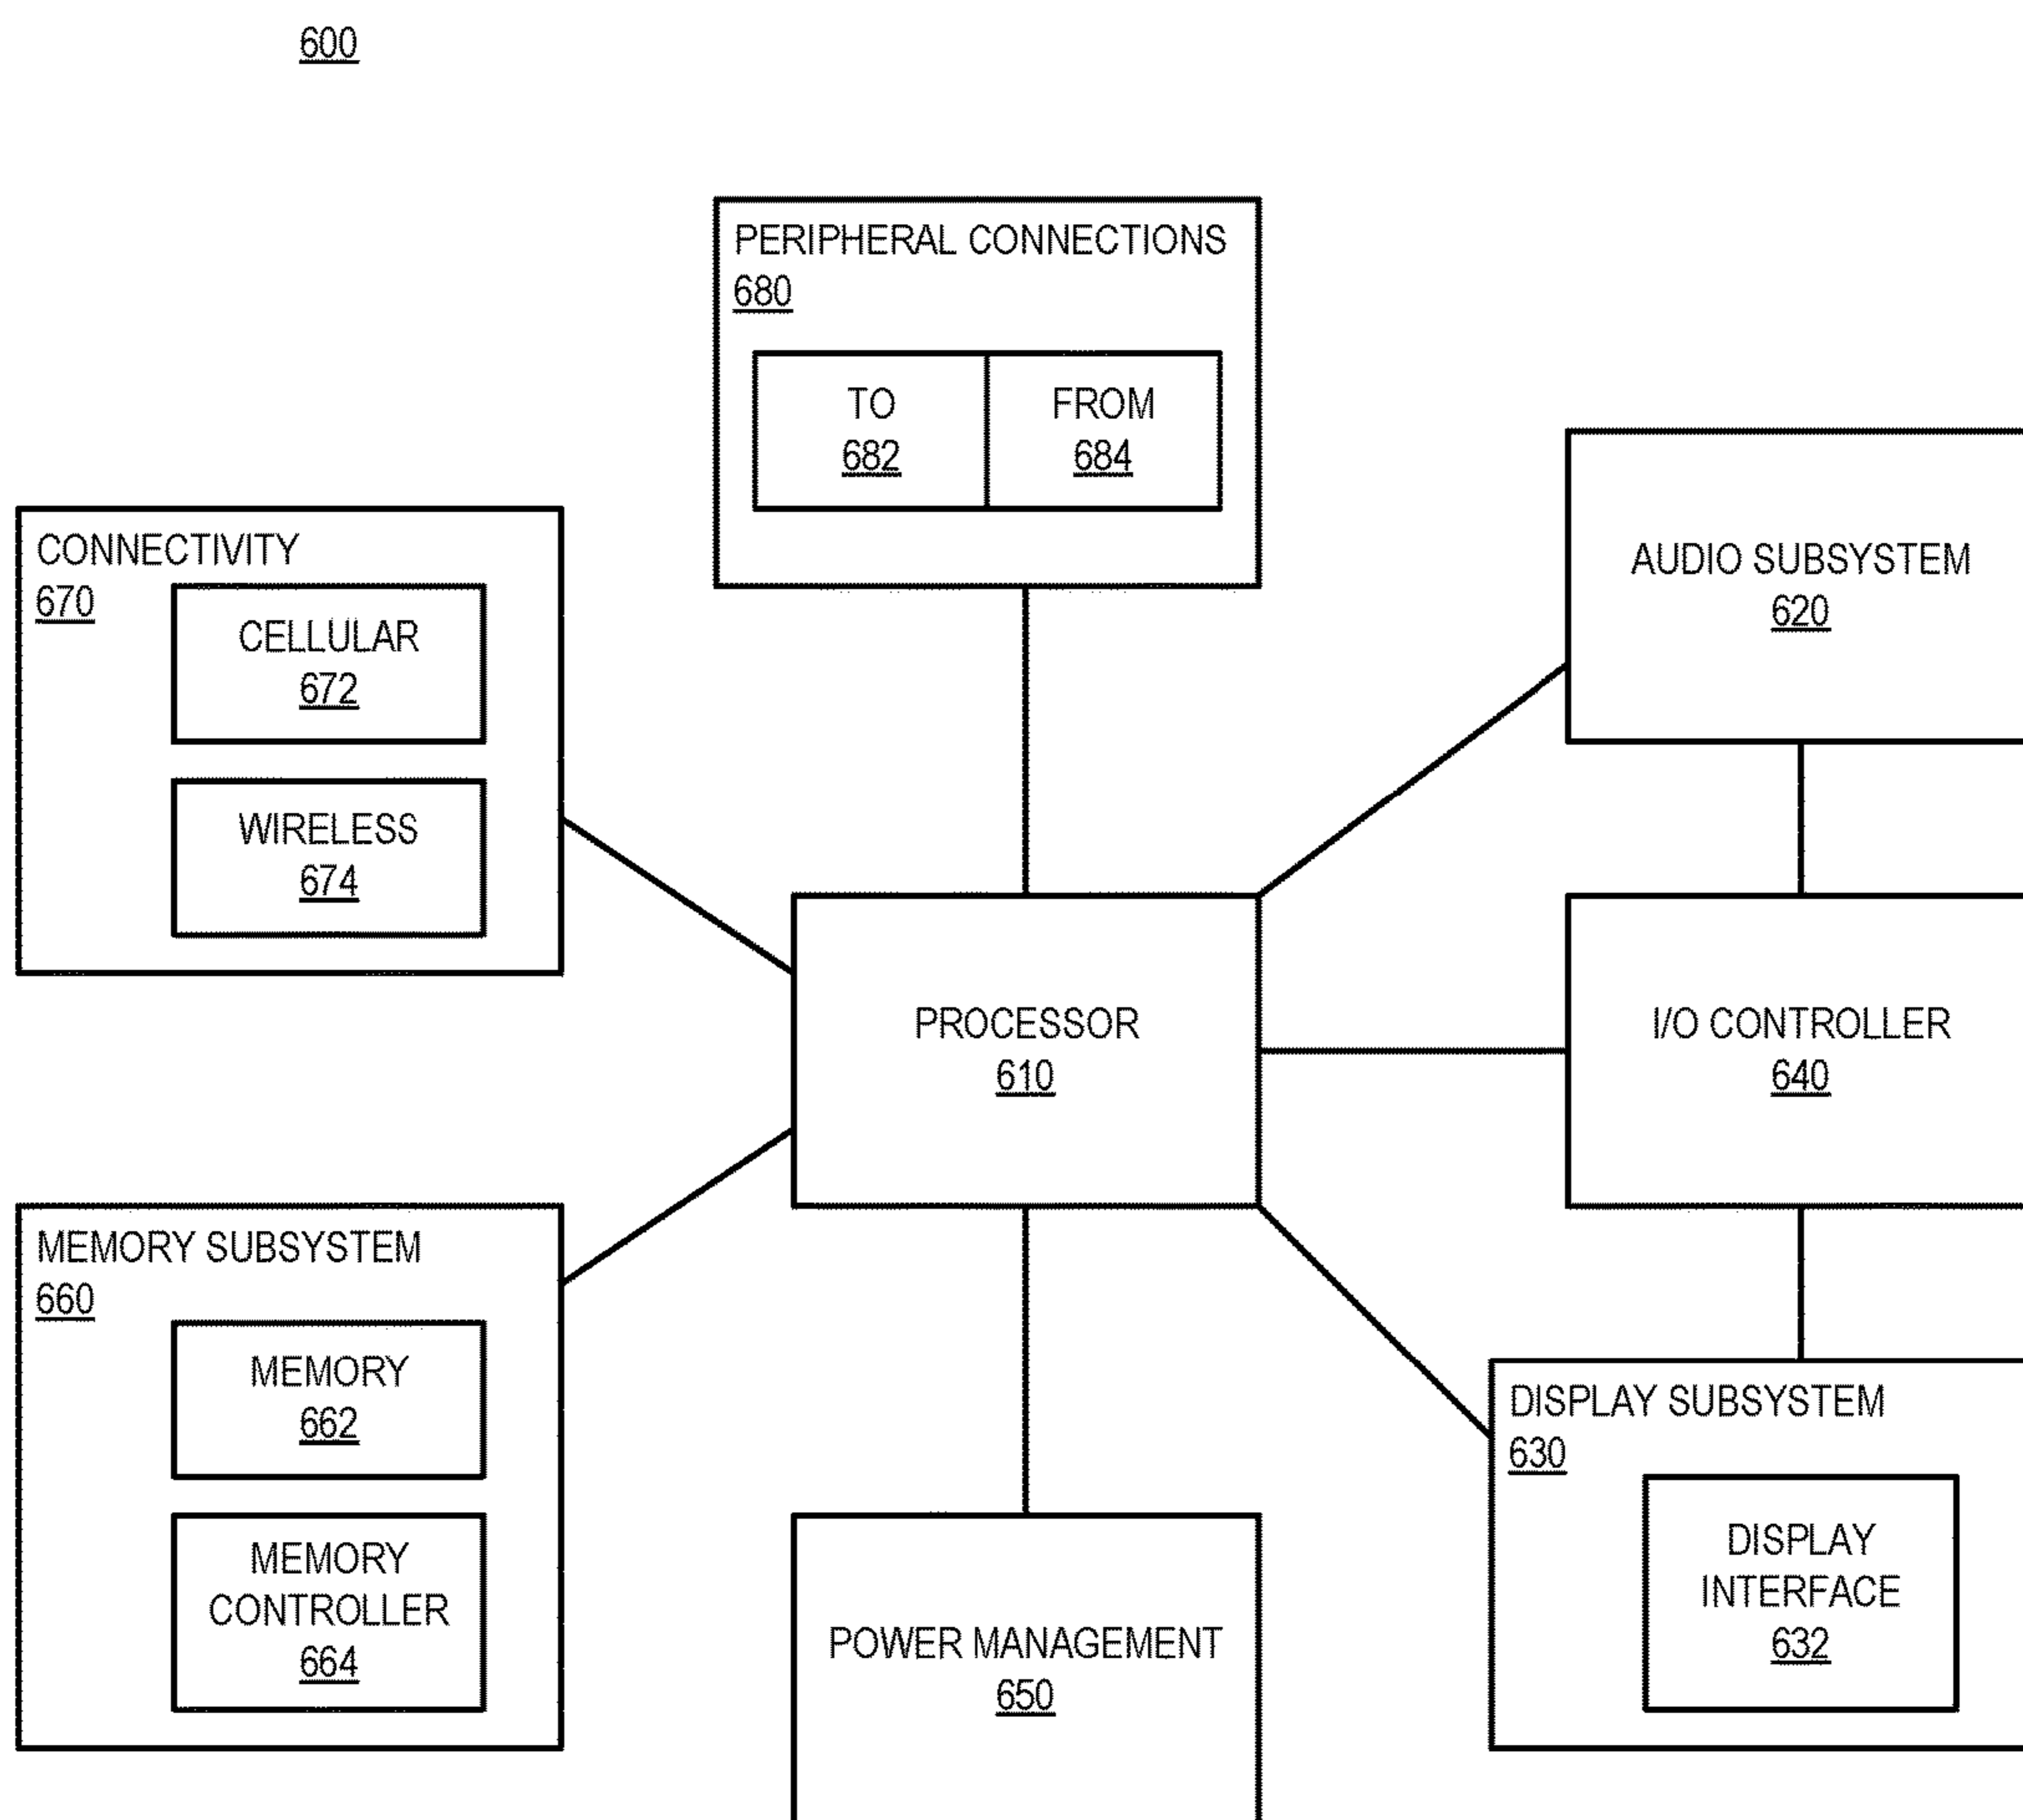 600
PERIPHERAL CONNECTIONS
680
TO
682
FROM
684
CONNECTIVITY
670
CELLULAR
672
WIRELESS
674
AUDIO SUBSYSTEM
620
PROCESSOR
610
I/O CONTROLLER
640
MEMORY SUBSYSTEM
660
MEMORY
662
MEMORY
CONTROLLER
664
POWER MANAGEMENT
650
DISPLAY SUBSYSTEM
630
DISPLAY
INTERFACE
632